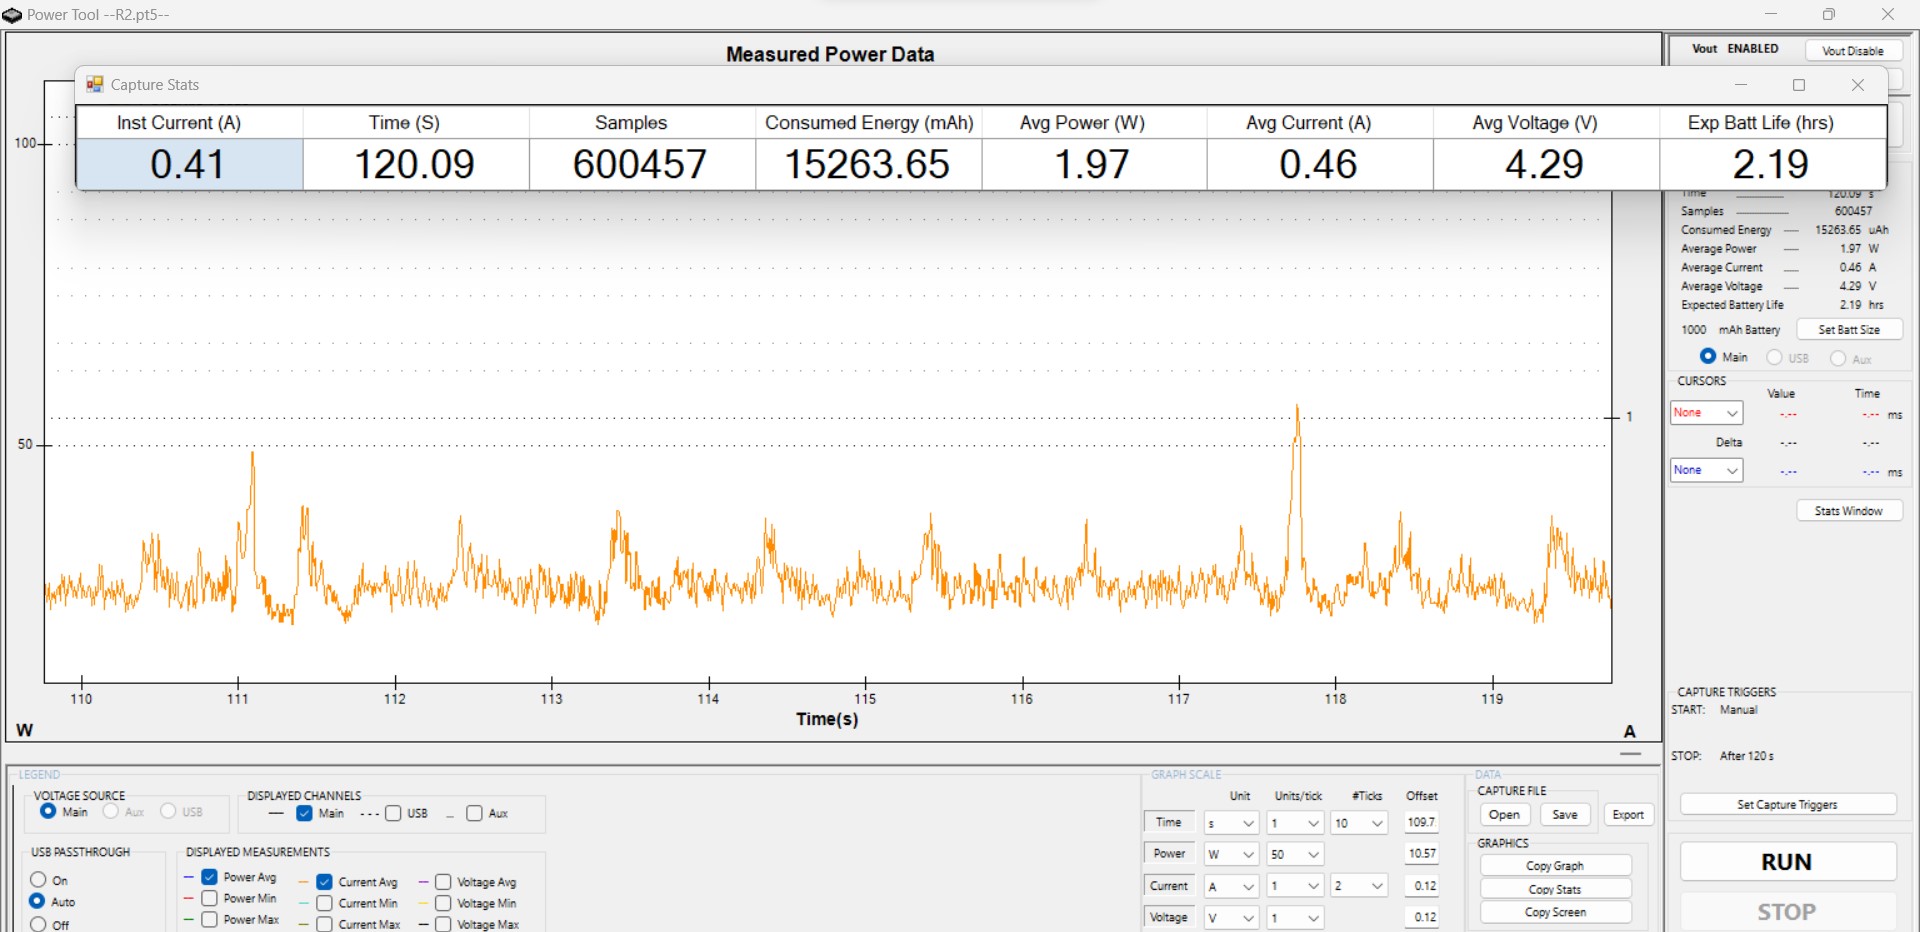 Power Tool --R2.pt5--
Measured Power Data
Vout ENABLED
Vout Disable
Capture Stats
Inst Current (A) Time (S) Samples Consumed Energy (mAh) Avg Power (W) Avg Current (A) Avg Voltage (V) Exp Batt Life (hrs)
0.41 120.09 600457 15263.65 1.97 0.46 4.29 2.19
100
50
1
110 111 112 113 114 115 116 117 118 119
Time(s)
W
A
Time 120.09 s
Samples 600457
Consumed Energy 15263.65 uAh
Average Power 1.97 W
Average Current 0.46 A
Average Voltage 4.29 V
Expected Battery Life 2.19 hrs
1000 mAh Battery Set Batt Size
Main USB Aux
CURSORS
Value Time
None -.-- -.-- ms
Delta -.-- -.--
None -.-- -.-- ms
Stats Window
CAPTURE TRIGGERS
START: Manual
STOP: After 120 s
Set Capture Triggers
RUN
STOP
LEGEND
VOLTAGE SOURCE
Main Aux USB
DISPLAYED CHANNELS
Main USB Aux
USB PASSTHROUGH
On
Auto
Off
DISPLAYED MEASUREMENTS
Power Avg Current Avg Voltage Avg
Power Min Current Min Voltage Min
Power Max Current Max Voltage Max
GRAPH SCALE
Unit Units/tick #Ticks Offset
Time s 1 10 109.7
Power W 50 10.57
Current A 1 2 0.12
Voltage V 1 0.12
DATA
CAPTURE FILE
Open Save Export
GRAPHICS
Copy Graph
Copy Stats
Copy Screen